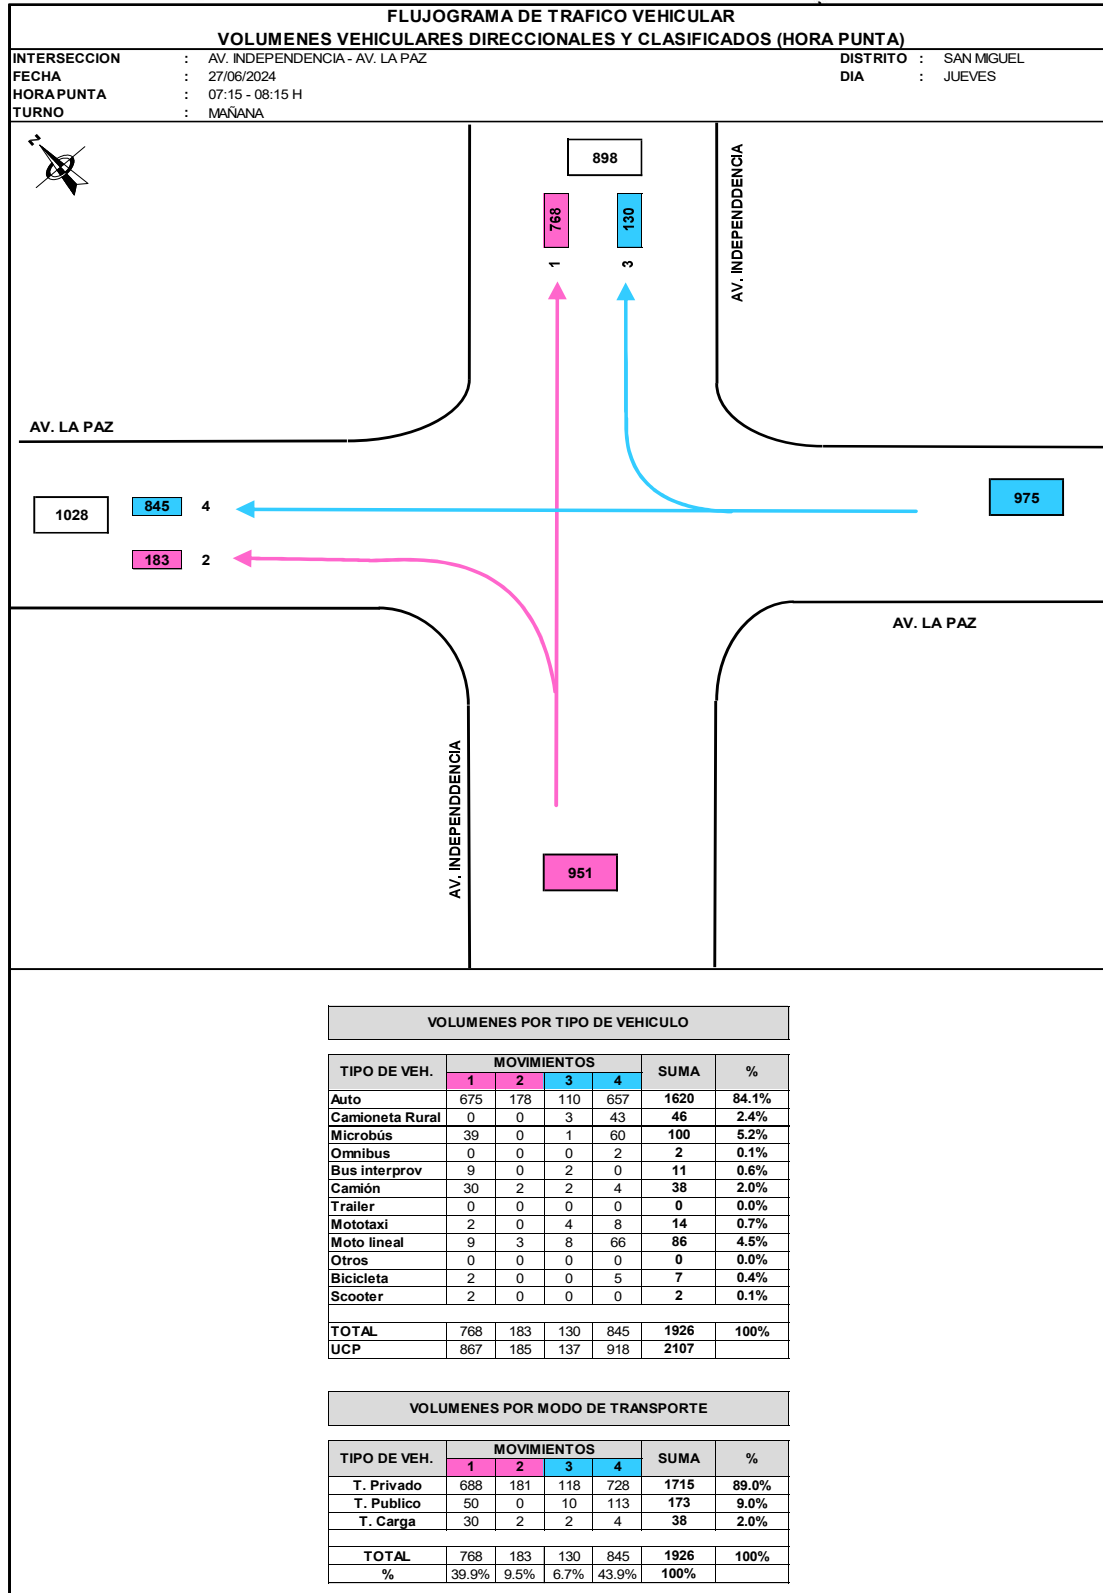 FLUJOGRAMA DE TRAFICO VEHICULAR
VOLUMENES VEHICULARES DIRECCIONALES Y CLASIFICADOS (HORA PUNTA)
INTERSECCION : AV. INDEPENDENCIA - AV. LA PAZ DISTRITO : SAN MIGUEL
FECHA : 27/06/2024 DIA : JUEVES
HORA PUNTA : 07:15 - 08:15 H
TURNO : MAÑANA
N
898
768 130
1 3
AV. INDEPENDDENCIA
AV. LA PAZ
1028 845 4 975
183 2
AV. LA PAZ
AV. INDEPENDDENCIA
951
VOLUMENES POR TIPO DE VEHICULO
TIPO DE VEH. MOVIMIENTOS SUMA %
1 2 3 4
Auto 675 178 110 657 1620 84.1%
Camioneta Rural 0 0 3 43 46 2.4%
Microbús 39 0 1 60 100 5.2%
Omnibus 0 0 0 2 2 0.1%
Bus interprov 9 0 2 0 11 0.6%
Camión 30 2 2 4 38 2.0%
Trailer 0 0 0 0 0 0.0%
Mototaxi 2 0 4 8 14 0.7%
Moto lineal 9 3 8 66 86 4.5%
Otros 0 0 0 0 0 0.0%
Bicicleta 2 0 0 5 7 0.4%
Scooter 2 0 0 0 2 0.1%
TOTAL 768 183 130 845 1926 100%
UCP 867 185 137 918 2107
VOLUMENES POR MODO DE TRANSPORTE
TIPO DE VEH. MOVIMIENTOS SUMA %
1 2 3 4
T. Privado 688 181 118 728 1715 89.0%
T. Publico 50 0 10 113 173 9.0%
T. Carga 30 2 2 4 38 2.0%
TOTAL 768 183 130 845 1926 100%
% 39.9% 9.5% 6.7% 43.9% 100%